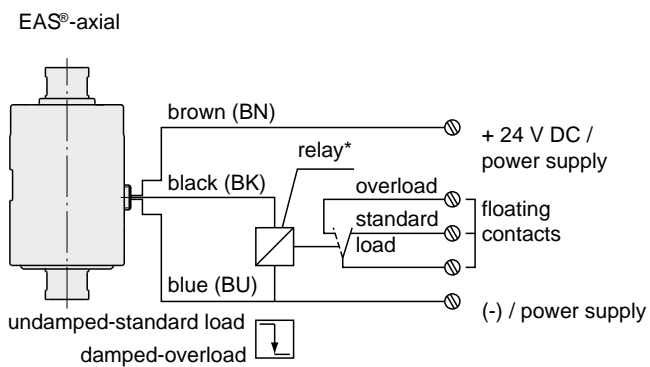 EAS®-axial
brown (BN)
+ 24 V DC /
power supply
relay*
black (BK)
overload
standard
load
floating
contacts
blue (BU)
(-) / power supply
undamped-standard load
damped-overload